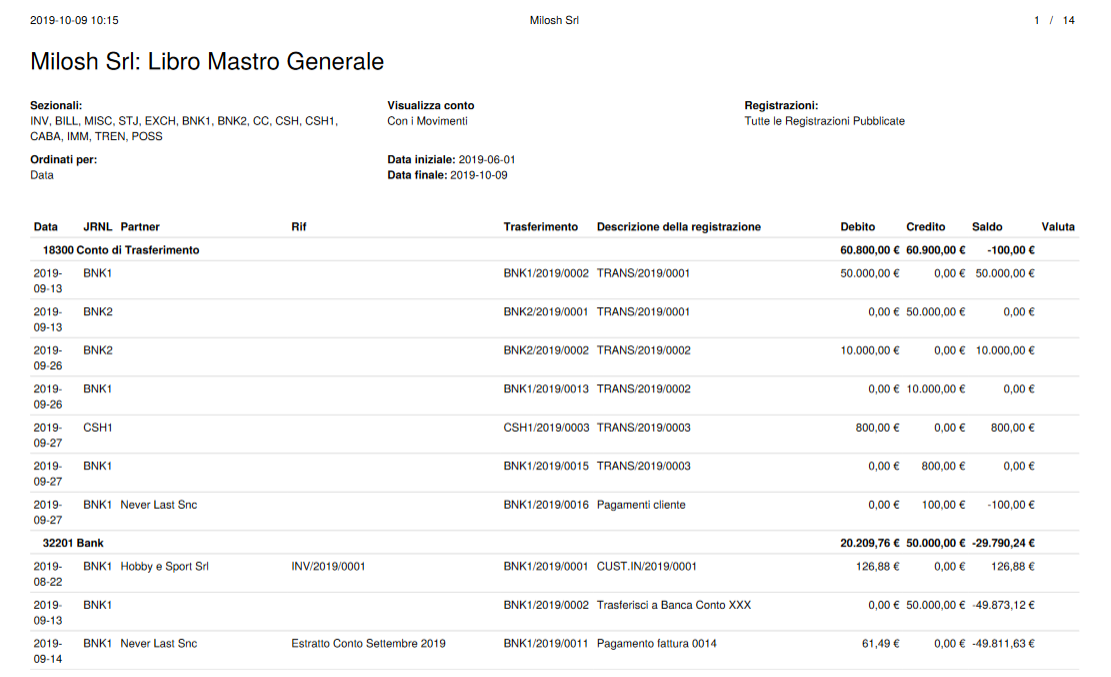 2019-10-09 10:15 Milosh Srl 1 / 14
Milosh Srl: Libro Mastro Generale
Sezionali: Visualizza conto Registrazioni:
INV, BILL, MISC, STJ, EXCH, BNK1, BNK2, CC, CSH, CSH1, Con i Movimenti Tutte le Registrazioni Pubblicate
CABA, IMM, TREN, POSS
Ordinati per: Data iniziale: 2019-06-01
Data Data finale: 2019-10-09
Data JRNL Partner Rif Trasferimento Descrizione della registrazione Debito Credito Saldo Valuta
18300 Conto di Trasferimento 60.800,00 € 60.900,00 € -100,00 €
2019- BNK1 BNK1/2019/0002 TRANS/2019/0001 50.000,00 € 0,00 € 50.000,00 €
09-13
2019- BNK2 BNK2/2019/0001 TRANS/2019/0001 0,00 € 50.000,00 € 0,00 €
09-13
2019- BNK2 BNK2/2019/0002 TRANS/2019/0002 10.000,00 € 0,00 € 10.000,00 €
09-26
2019- BNK1 BNK1/2019/0013 TRANS/2019/0002 0,00 € 10.000,00 € 0,00 €
09-26
2019- CSH1 CSH1/2019/0003 TRANS/2019/0003 800,00 € 0,00 € 800,00 €
09-27
2019- BNK1 BNK1/2019/0015 TRANS/2019/0003 0,00 € 800,00 € 0,00 €
09-27
2019- BNK1 Never Last Snc BNK1/2019/0016 Pagamenti cliente 0,00 € 100,00 € -100,00 €
09-27
32201 Bank 20.209,76 € 50.000,00 € -29.790,24 €
2019- BNK1 Hobby e Sport Srl INV/2019/0001 BNK1/2019/0001 CUST.IN/2019/0001 126,88 € 0,00 € 126,88 €
08-22
2019- BNK1 BNK1/2019/0002 Trasferisci a Banca Conto XXX 0,00 € 50.000,00 € -49.873,12 €
09-13
2019- BNK1 Never Last Snc Estratto Conto Settembre 2019 BNK1/2019/0011 Pagamento fattura 0014 61,49 € 0,00 € -49.811,63 €
09-14